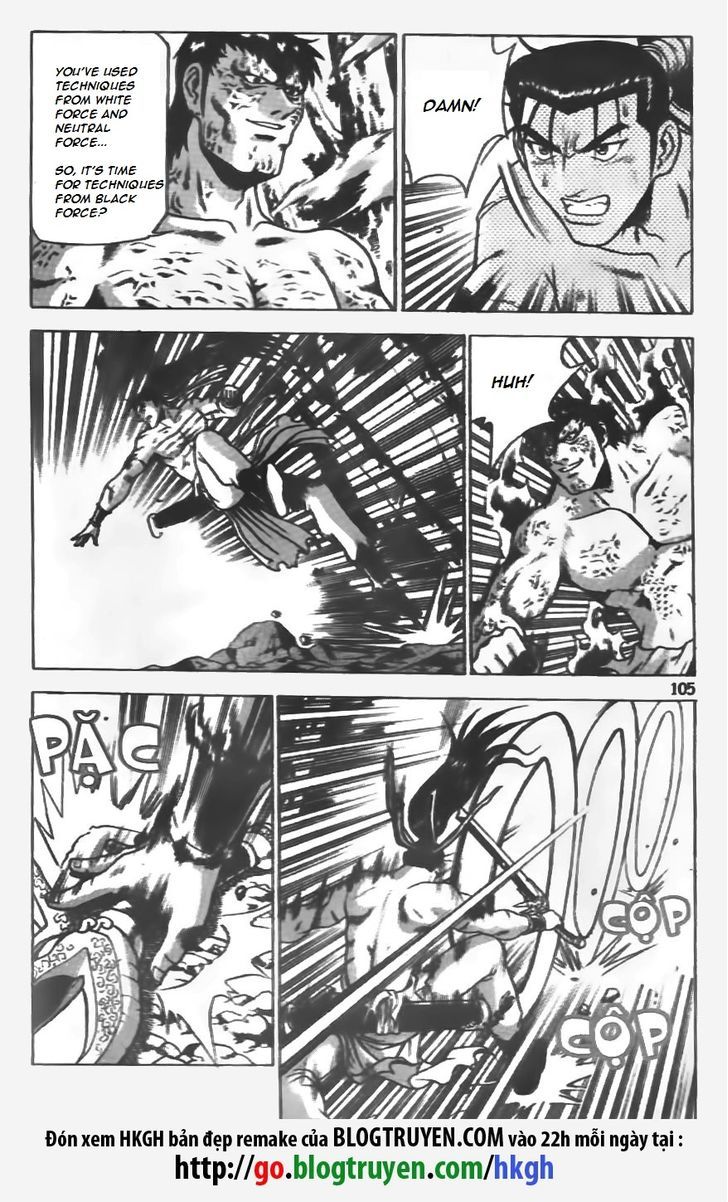 YOU'VE USED
TECHNIQUES
FROM WHITE
FORCE AND
NEUTRAL
FORCE...
SO, IT'S TIME
FOR TECHNIQUES
FROM BLACK
FORCE?
DAMN!
HUH!
105
PẶC
CỘP
CỘP
Đón xem HKGH bản đẹp remake của BLOGTRUYEN.COM vào 22h mỗi ngày tại :
http://go.blogtruyen.com/hkgh